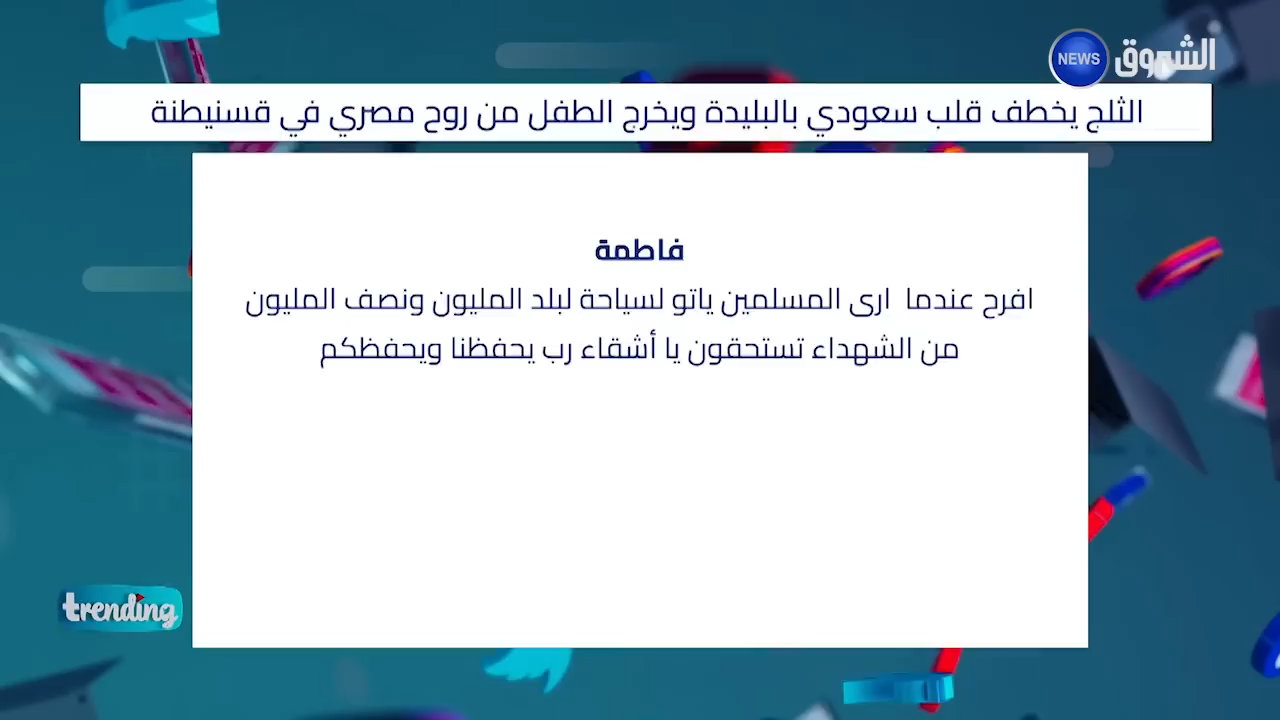 NEWS الشروق
الثلج يخطف قلب سعودي بالبليدة ويخرج الطفل من روح مصري في قسنيطنة
فاطمة
افرح عندما ارى المسلمين ياتو لسياحة لبلد المليون ونصف المليون
من الشهداء تستحقون يا أشقاء رب يحفظنا ويحفظكم
trending